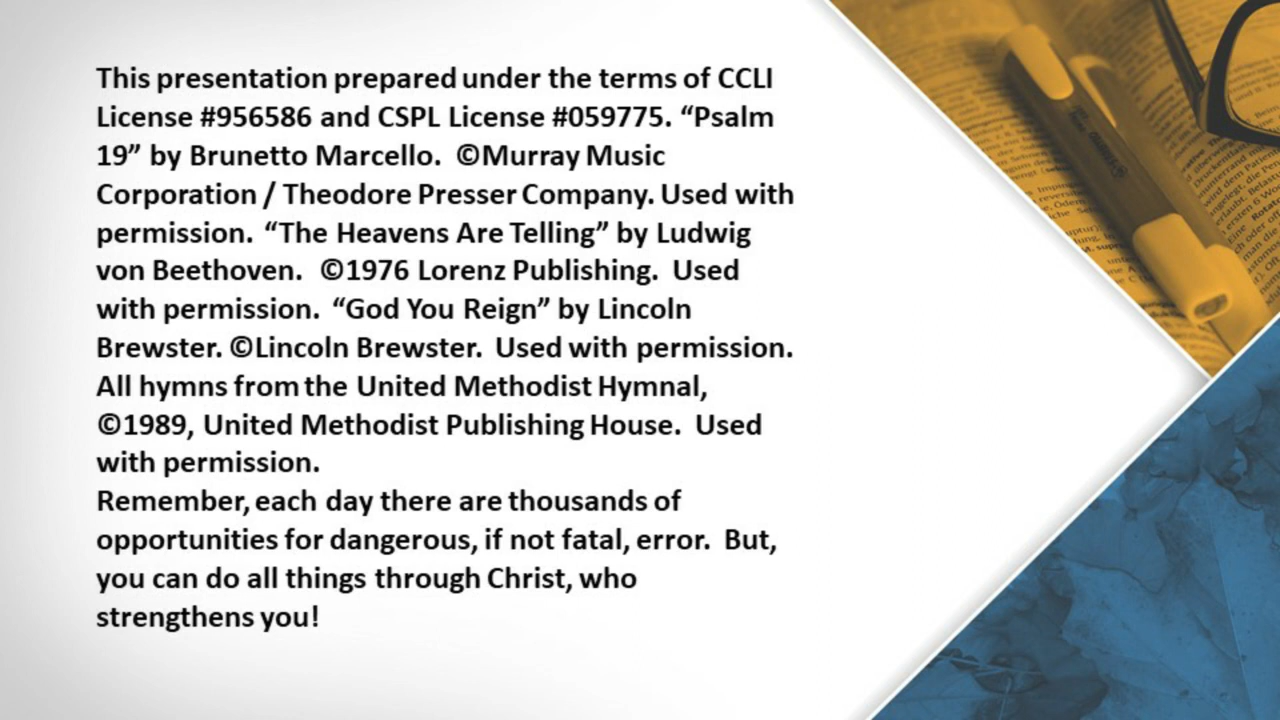 This presentation prepared under the terms of CCLI
License #956586 and CSPL License #059775. “Psalm
19” by Brunetto Marcello.  ©Murray Music
Corporation / Theodore Presser Company. Used with
permission. “The Heavens Are Telling” by Ludwig
von Beethoven.  ©1976 Lorenz Publishing.  Used
with permission. “God You Reign” by Lincoln
Brewster. ©Lincoln Brewster.  Used with permission.
All hymns from the United Methodist Hymnal,
©1989, United Methodist Publishing House.  Used
with permission.
Remember, each day there are thousands of
opportunities for dangerous, if not fatal, error.  But,
you can do all things through Christ, who
strengthens you!